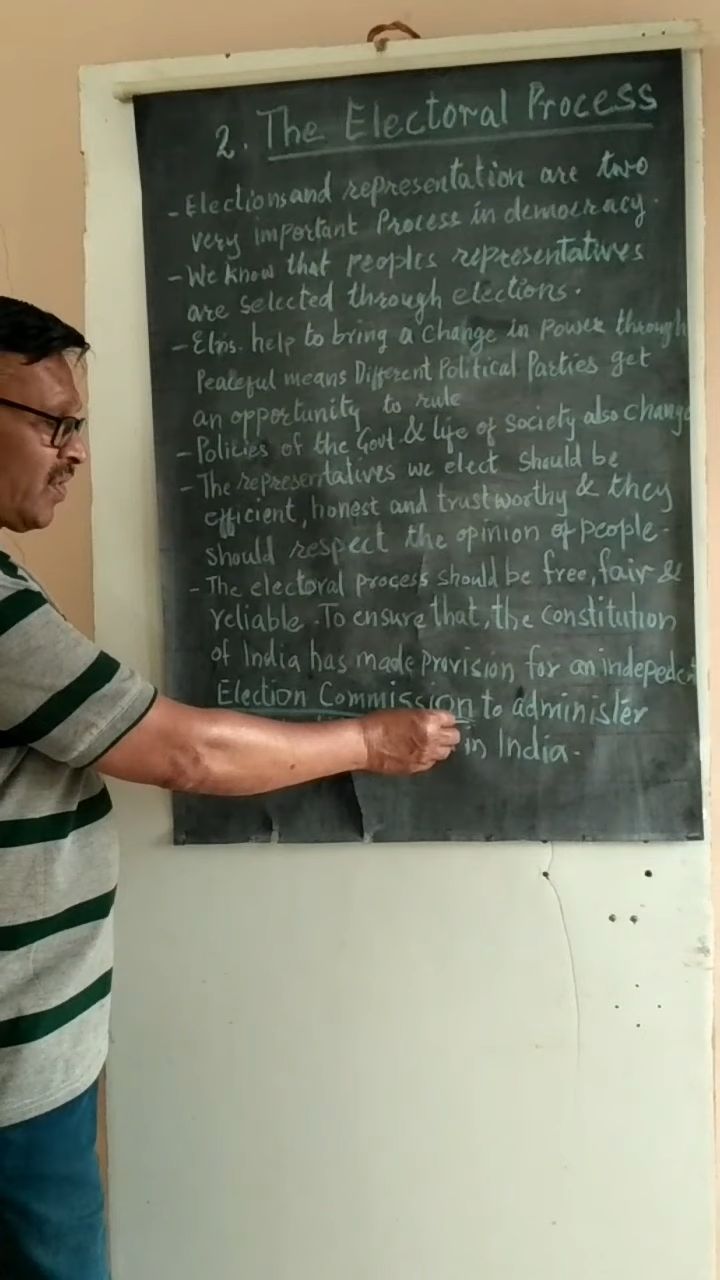 2. The Electoral Process
- Elections and representation are two
very important Process in democracy.
- We know that peoples representatives
are selected through elections.
- Elns. help to bring a change in power through
Peaceful means Different Political Parties get
an opportunity to rule
- Policies of the Govt & life of society also change
- The representatives we elect should be
efficient, honest and trustworthy & they
should respect the opinion of people.
- The electoral process should be free, fair &
reliable. To ensure that, the constitution
of India has made provision for an indepedent
Election Commission to administer
in India.